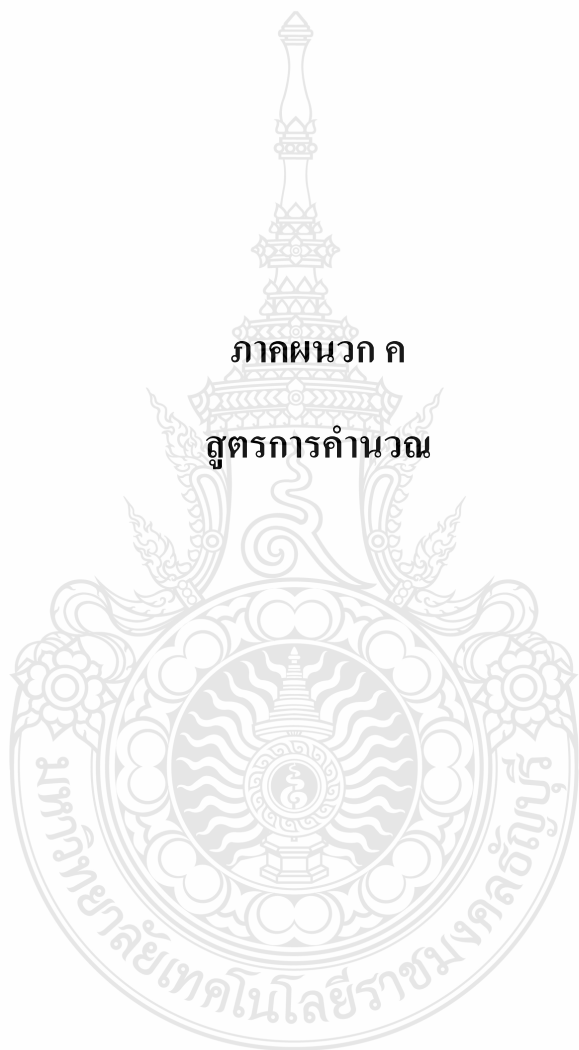 ภาคผนวก ค
สูตรการคำนวณ
มหาวิทยาลัยเทคโนโลยีราชมงคลธัญบุรี